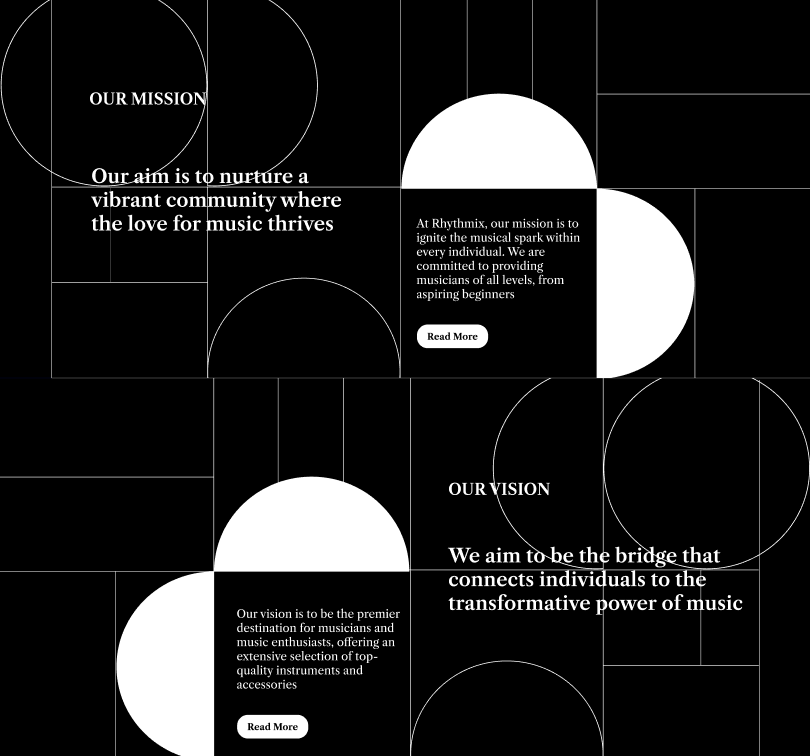 OUR MISSION
Our aim is to nurture a
vibrant community where
the love for music thrives
At Rhythmix, our mission is to
ignite the musical spark within
every individual. We are
committed to providing
musicians of all levels, from
aspiring beginners
Read More
OUR VISION
We aim to be the bridge that
connects individuals to the
transformative power of music
Our vision is to be the premier
destination for musicians and
music enthusiasts, offering an
extensive selection of top-
quality instruments and
accessories
Read More